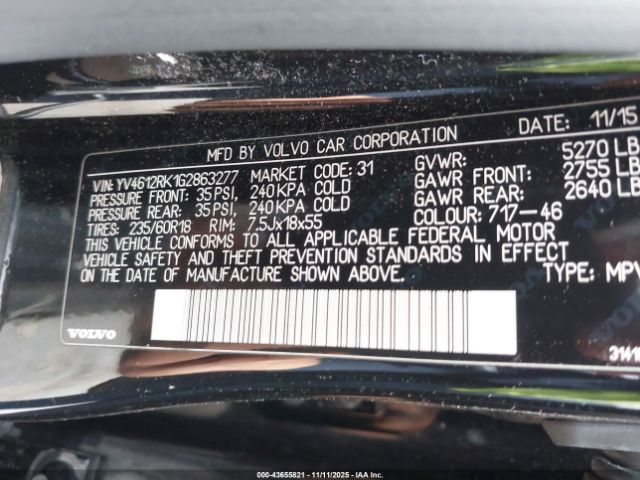 MFD BY VOLVO CAR CORPORATION DATE: 11/15
VIN: YV4612RK1G2863277 MARKET CODE: 31 GVWR: 5270 LB
PRESSURE FRONT: 35 PSI, 240 KPA COLD GAWR FRONT: 2755 LB
PRESSURE REAR: 35 PSI, 240 KPA COLD GAWR REAR: 2640 LB
TIRES: 235/60R18 RIM: 7.5Jx18x55 COLOUR: 717-46
THIS VEHICLE CONFORMS TO ALL APPLICABLE FEDERAL MOTOR
VEHICLE SAFETY AND THEFT PREVENTION STANDARDS IN EFFECT
ON THE DATE OF MANUFACTURE SHOWN ABOVE. TYPE: MPV
VOLVO
000-43655821 - 11/11/2025 - IAA Inc.